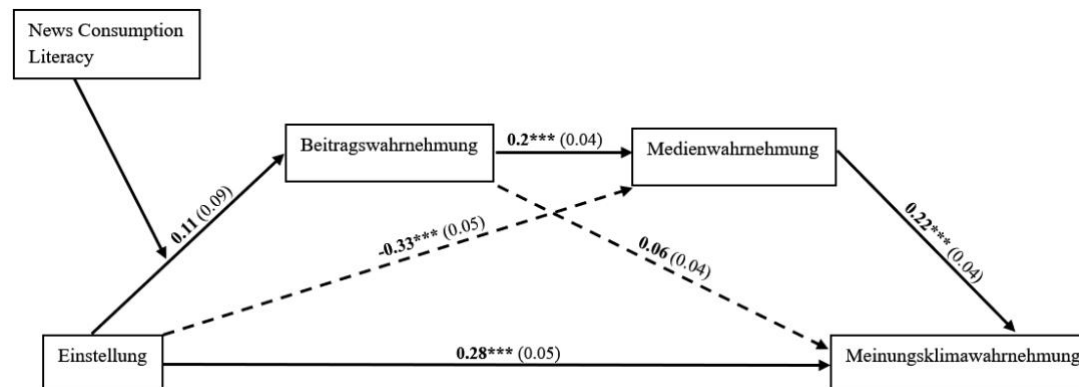 News Consumption
Literacy
Beitragswahrnehmung
0.2*** (0.04)
Medienwahrnehmung
0.11 (0.09)
-0.33*** (0.05)
0.06 (0.04)
0.22*** (0.04)
Einstellung
0.28*** (0.05)
Meinungsklimawahrnehmung